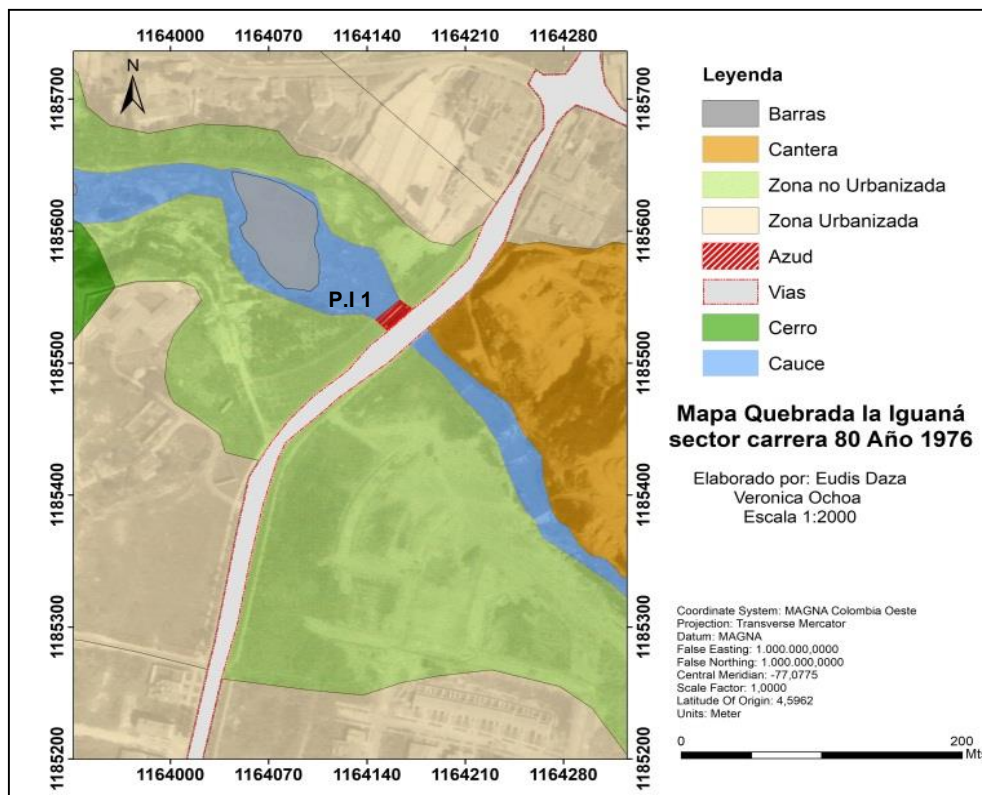 1164000 1164070 1164140 1164210 1164280
N
1185700
1185600
1185500
1185400
1185300
1185200
P.I 1
1185700
1185600
1185500
1185400
1185300
1185200
1164000 1164070 1164140 1164210 1164280
Leyenda
Barras
Cantera
Zona no Urbanizada
Zona Urbanizada
Azud
Vias
Cerro
Cauce
Mapa Quebrada la Iguaná
sector carrera 80 Año 1976
Elaborado por: Eudis Daza
Veronica Ochoa
Escala 1:2000
Coordinate System: MAGNA Colombia Oeste
Projection: Transverse Mercator
Datum: MAGNA
False Easting: 1.000.000,0000
False Northing: 1.000.000,0000
Central Meridian: -77,0775
Scale Factor: 1,0000
Latitude Of Origin: 4,5962
Units: Meter
0 200
Mts